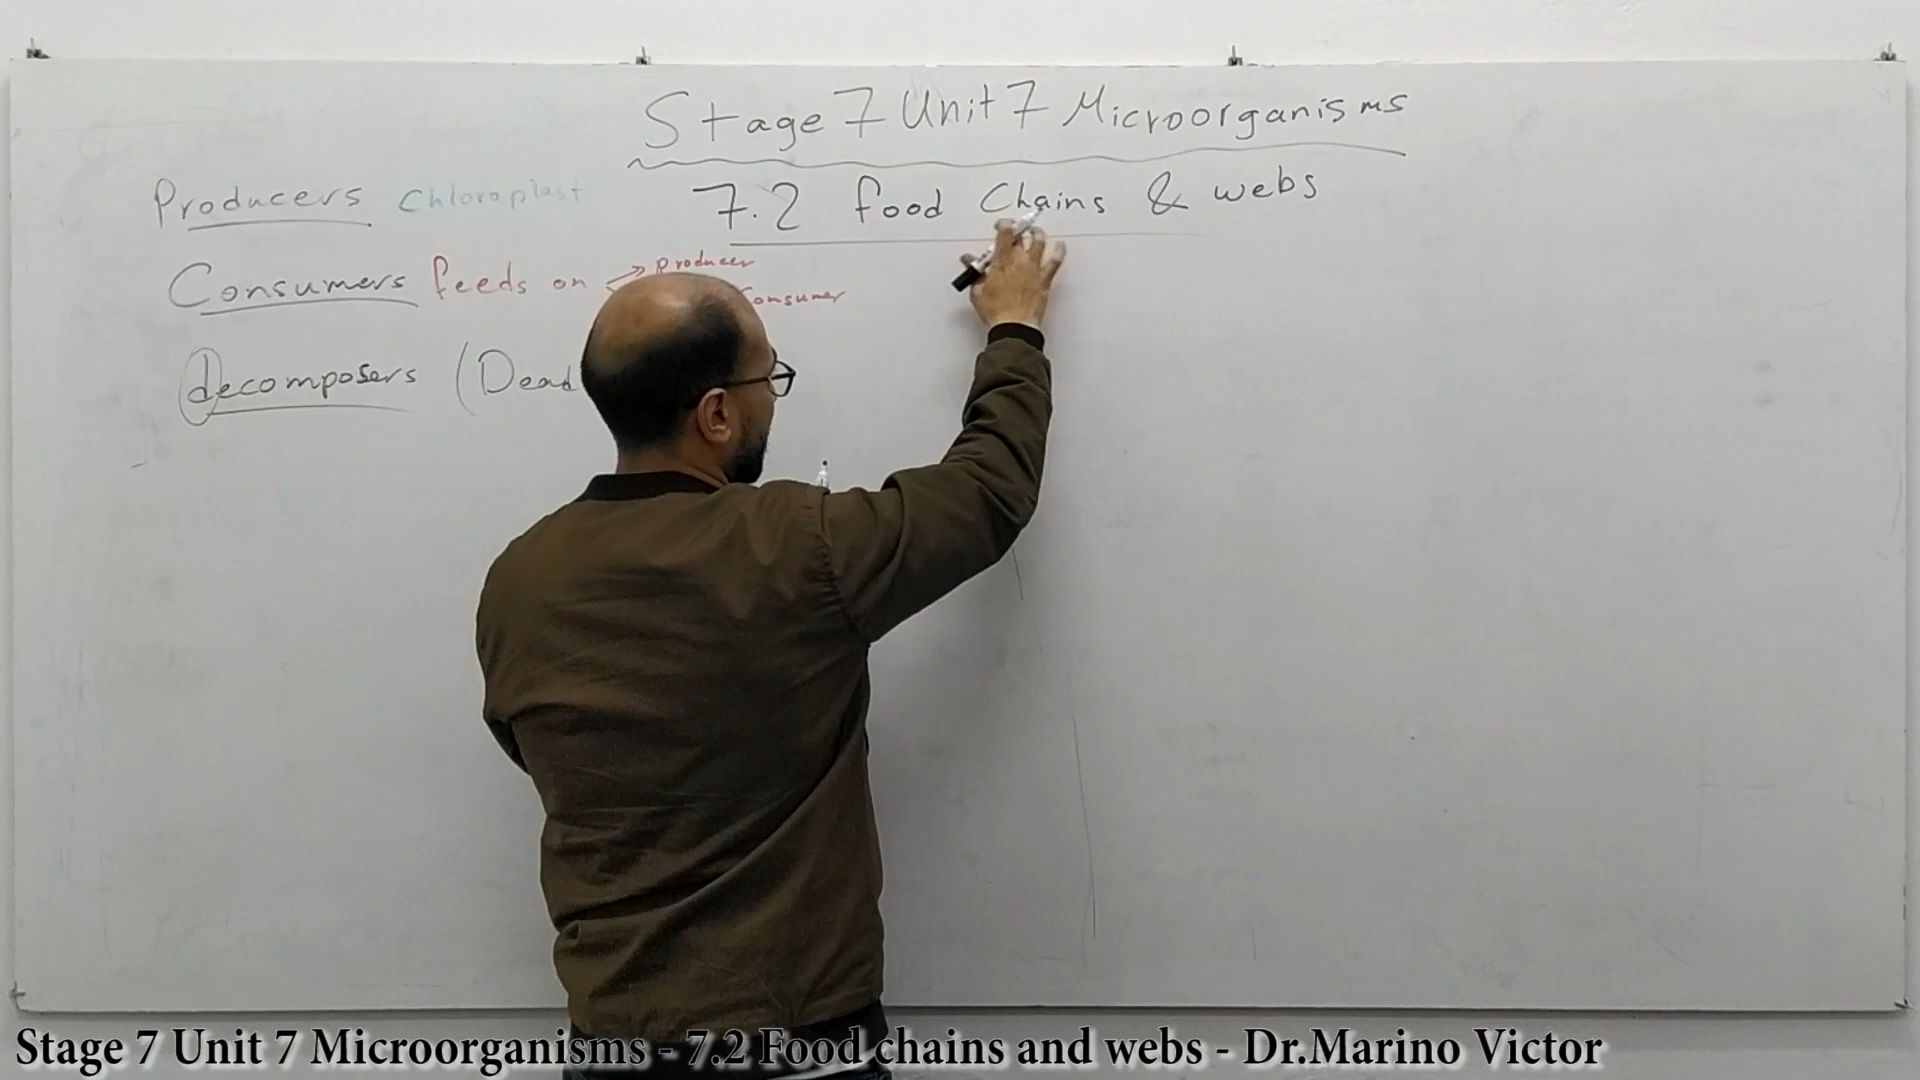 Stage 7 Unit 7 Microorganisms
7.2 food Chains & webs
Producers Chloroplast
Consumers feeds on
Producer
Consumer
decomposers (Dead
Stage 7 Unit 7 Microorganisms - 7.2 Food chains and webs - Dr.Marino Victor